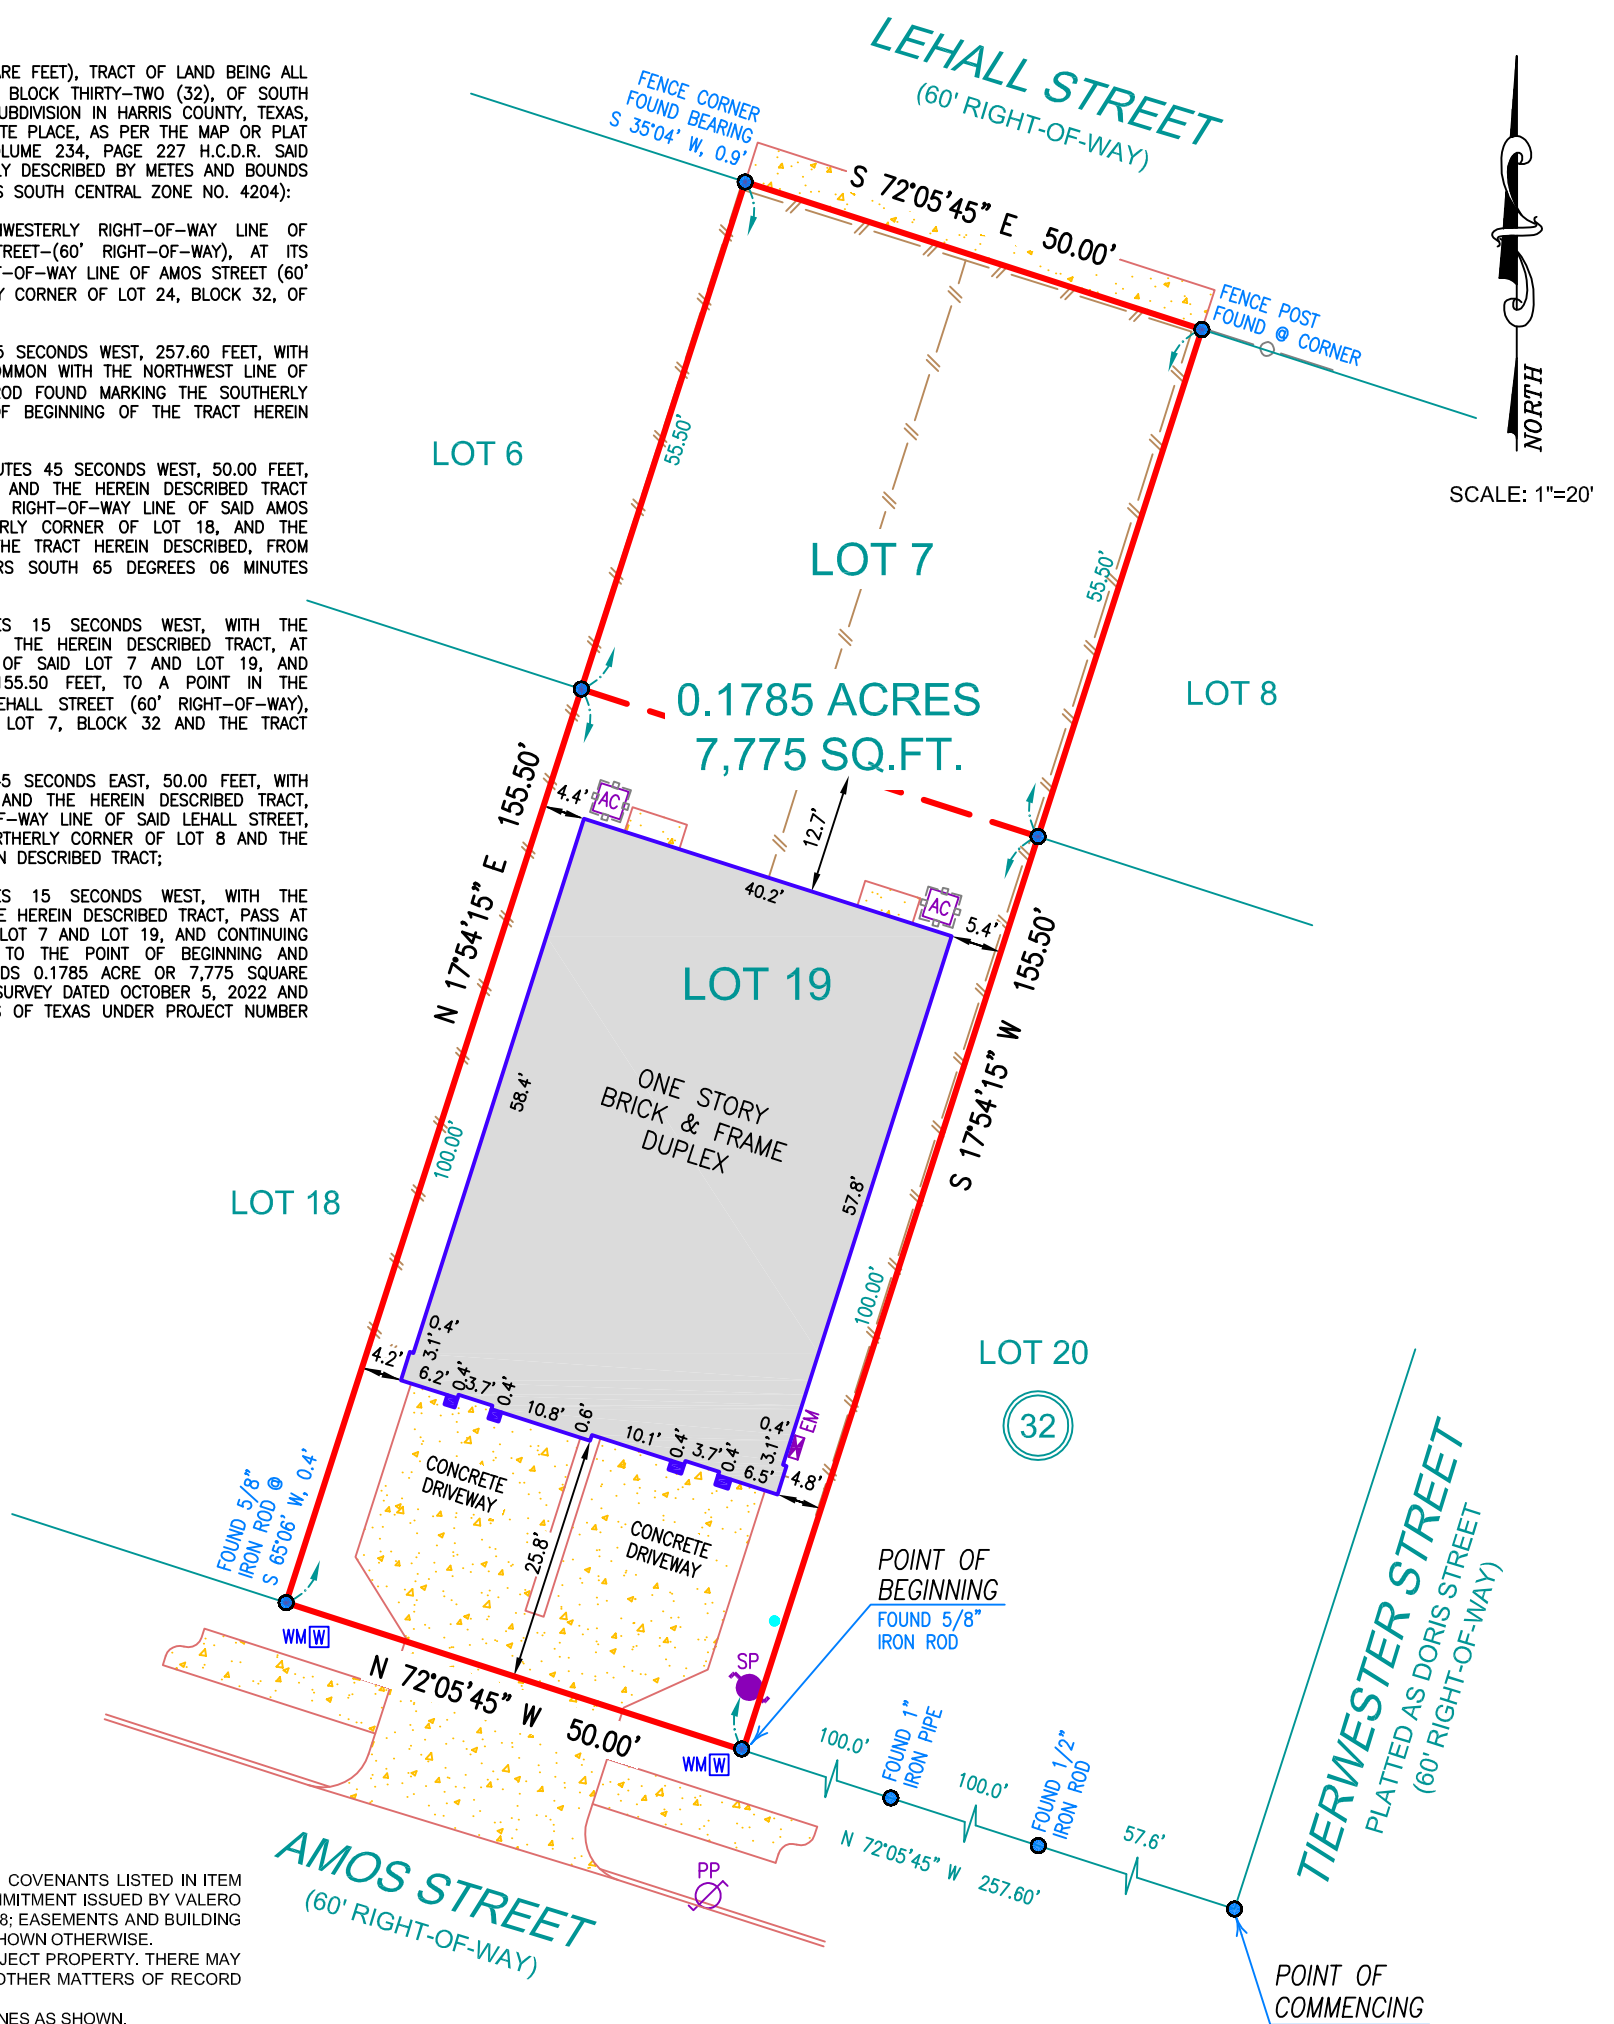 ARE FEET), TRACT OF LAND BEING ALL
BLOCK THIRTY-TWO (32), OF SOUTH
UBDIVISION IN HARRIS COUNTY, TEXAS,
TE PLACE, AS PER THE MAP OR PLAT
LUME 234, PAGE 227 H.C.D.R. SAID
LY DESCRIBED BY METES AND BOUNDS
S SOUTH CENTRAL ZONE NO. 4204):
HWESTERLY RIGHT-OF-WAY LINE OF
TREET-(60' RIGHT-OF-WAY), AT ITS
T-OF-WAY LINE OF AMOS STREET (60'
Y CORNER OF LOT 24, BLOCK 32, OF
5 SECONDS WEST, 257.60 FEET, WITH
OMMON WITH THE NORTHWEST LINE OF
OD FOUND MARKING THE SOUTHERLY
OF BEGINNING OF THE TRACT HEREIN
UTES 45 SECONDS WEST, 50.00 FEET,
AND THE HEREIN DESCRIBED TRACT
RIGHT-OF-WAY LINE OF SAID AMOS
RLY CORNER OF LOT 18, AND THE
HE TRACT HEREIN DESCRIBED, FROM
RS SOUTH 65 DEGREES 06 MINUTES
ES 15 SECONDS WEST, WITH THE
THE HEREIN DESCRIBED TRACT, AT
OF SAID LOT 7 AND LOT 19, AND
155.50 FEET, TO A POINT IN THE
EHALL STREET (60' RIGHT-OF-WAY),
LOT 7, BLOCK 32 AND THE TRACT
45 SECONDS EAST, 50.00 FEET, WITH
AND THE HEREIN DESCRIBED TRACT,
OF-WAY LINE OF SAID LEHALL STREET,
RTHERLY CORNER OF LOT 8 AND THE
N DESCRIBED TRACT;
ES 15 SECONDS WEST, WITH THE
E HEREIN DESCRIBED TRACT, PASS AT
LOT 7 AND LOT 19, AND CONTINUING
TO THE POINT OF BEGINNING AND
DS 0.1785 ACRE OR 7,775 SQUARE
SURVEY DATED OCTOBER 5, 2022 AND
S OF TEXAS UNDER PROJECT NUMBER
LEHALL STREET
(60' RIGHT-OF-WAY)
FENCE CORNER
FOUND BEARING
S 35°04' W, 0.9'
S 72°05'45" E 50.00'
FENCE POST
FOUND @ CORNER
NORTH
SCALE: 1"=20'
LOT 6
55.50'
LOT 7
55.50'
LOT 8
0.1785 ACRES
7,775 SQ.FT.
N 17°54'15" E 155.50'
4.4'
AC
12.7'
40.2'
AC
5.4'
S 17°54'15" W 155.50'
LOT 19
58.4'
ONE STORY
BRICK & FRAME
DUPLEX
57.8'
100.00'
LOT 18
100.00'
LOT 20
32
0.4'
3.1'
4.2'
6.2'
0.4'
3.7'
0.4'
10.8'
0.6'
10.1'
0.4'
3.7'
0.4'
6.5'
3.1'
0.4'
EM
4.8'
CONCRETE
DRIVEWAY
25.8'
CONCRETE
DRIVEWAY
FOUND 5/8"
IRON ROD @
S 65°06' W, 0.4'
WM W
N 72°05'45" W 50.00'
SP
WM W
POINT OF
BEGINNING
FOUND 5/8"
IRON ROD
100.0'
FOUND 1"
IRON PIPE
100.0'
FOUND 1/2"
IRON ROD
57.6'
N 72°05'45" W 257.60'
TIERWESTER STREET
PLATTED AS DORIS STREET
(60' RIGHT-OF-WAY)
AMOS STREET
(60' RIGHT-OF-WAY)
PP
POINT OF
COMMENCING
COVENANTS LISTED IN ITEM
MMITMENT ISSUED BY VALERO
8; EASEMENTS AND BUILDING
HOWN OTHERWISE.
JECT PROPERTY. THERE MAY
OTHER MATTERS OF RECORD
NES AS SHOWN.